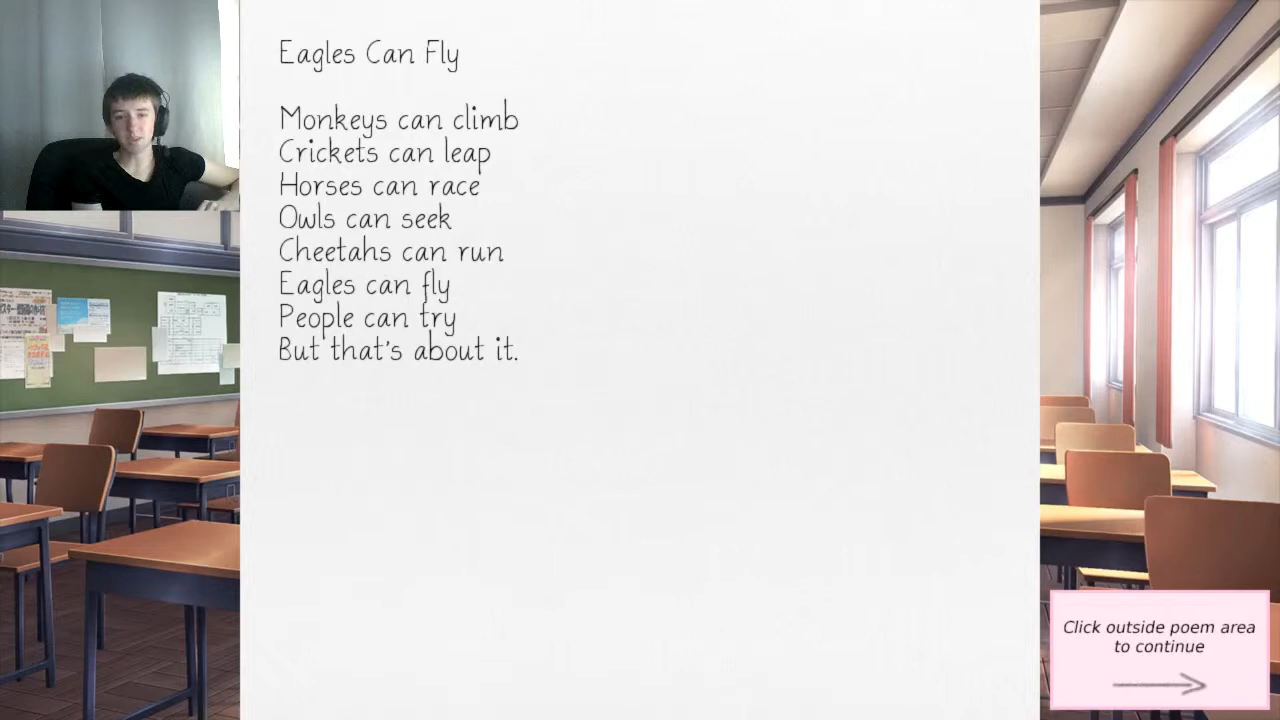 Eagles Can Fly
Monkeys can climb
Crickets can leap
Horses can race
Owls can seek
Cheetahs can run
Eagles can fly
People can try
But that's about it.
Click outside poem area
to continue